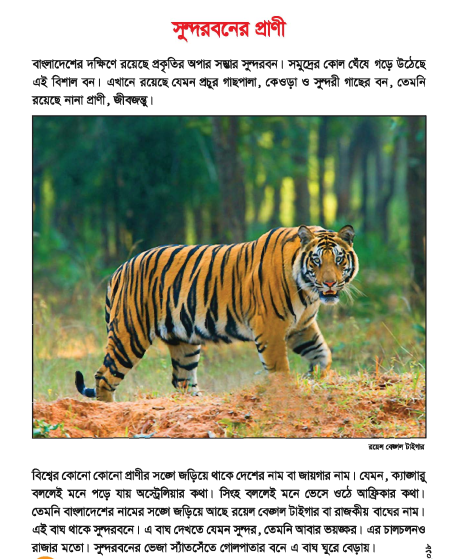 সুন্দরবনের প্রাণী
বাংলাদেশের দক্ষিণে রয়েছে প্রকৃতির অপার সম্ভার সুন্দরবন। সমুদ্রের কোল ঘেঁষে গড়ে উঠেছে
এই বিশাল বন। এখানে রয়েছে যেমন প্রচুর গাছপালা, কেওড়া ও সুন্দরী গাছের বন, তেমনি
রয়েছে নানা প্রাণী, জীবজন্তু।
রয়েল বেঙ্গল টাইগার
বিশ্বের কোনো কোনো প্রাণীর সঙ্গে জড়িয়ে থাকে দেশের নাম বা জায়গার নাম। যেমন, ক্যাঙ্গারু
বললেই মনে পড়ে যায় অস্ট্রেলিয়ার কথা। সিংহ বললেই মনে ভেসে ওঠে আফ্রিকার কথা।
তেমনি বাংলাদেশের নামের সঙ্গে জড়িয়ে আছে রয়েল বেঙ্গল টাইগার বা রাজকীয় বাঘের নাম।
এই বাঘ থাকে সুন্দরবনে। এ বাঘ দেখতে যেমন সুন্দর, তেমনি আবার ভয়ঙ্কর। এর চালচলনও
রাজার মতো। সুন্দরবনের ভেজা স্যাঁতসেঁতে গোলপাতার বনে এ বাঘ ঘুরে বেড়ায়।